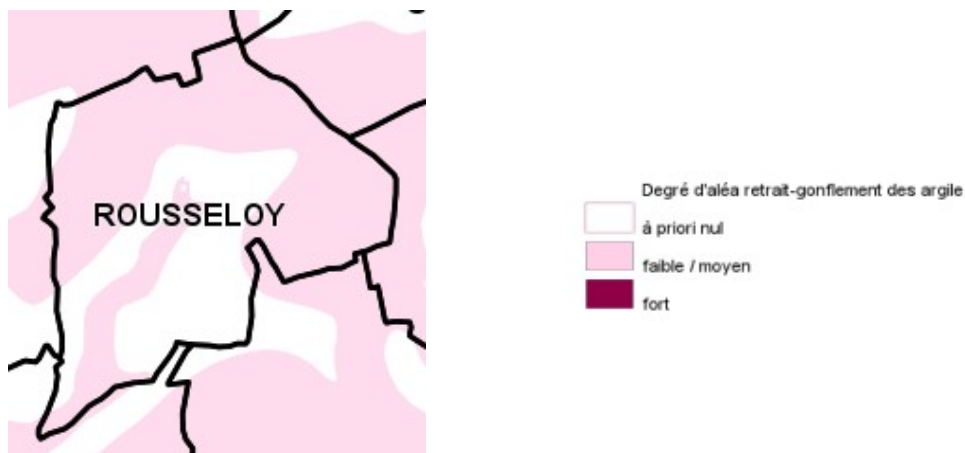 ROUSSELOY
Degré d'aléa retrait-gonflement des argile
à priori nul
faible / moyen
fort